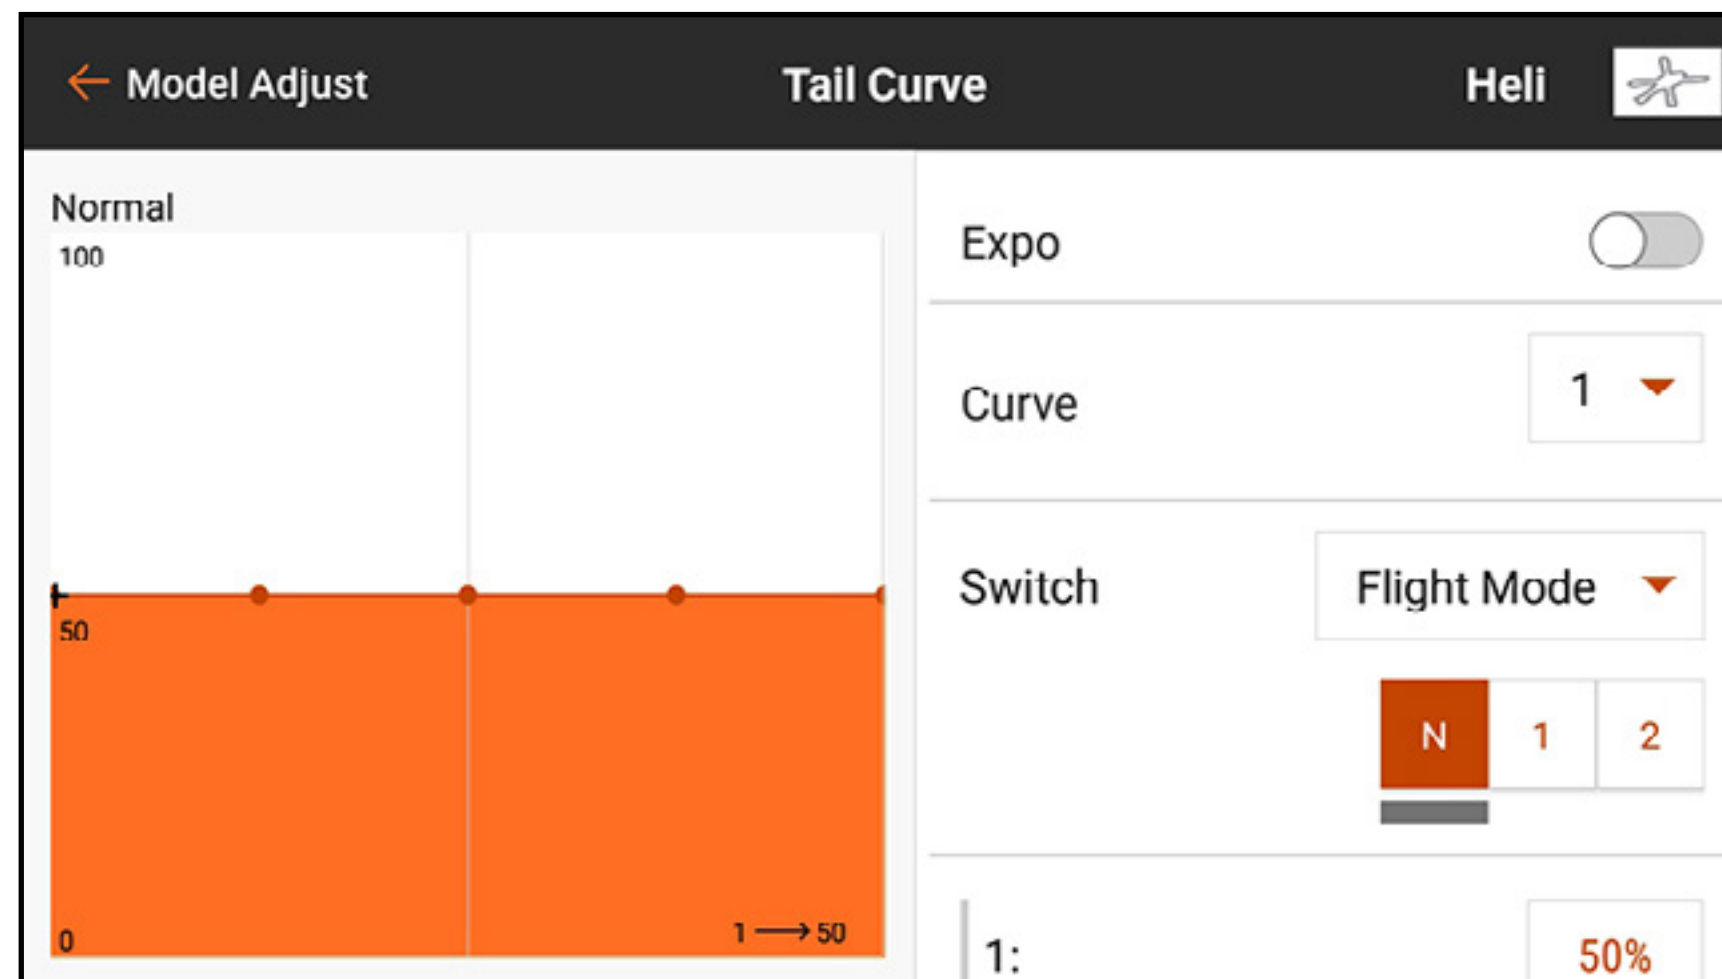 Model Adjust
Tail Curve
Heli
Normal
100
50
0
1 → 50
Expo
Curve
1
Switch
Flight Mode
N
1
2
1:
50%